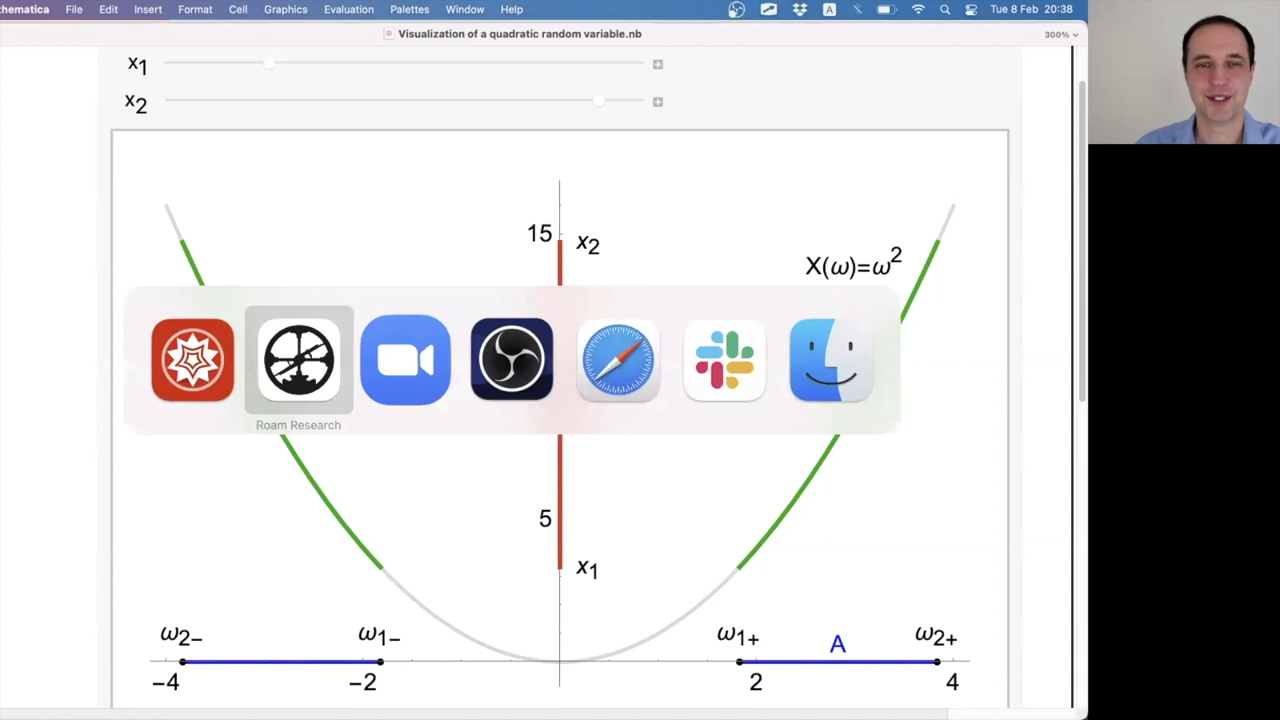 thematica File Edit Insert Format Cell Graphics Evaluation Palettes Window Help A Tue 8 Feb 20:38
Visualization of a quadratic random variable.nb 300%
x1
x2
15
x2
X(ω)=ω2
Roam Research
5
x1
ω2− ω1− ω1+ A ω2+
−4 −2 2 4